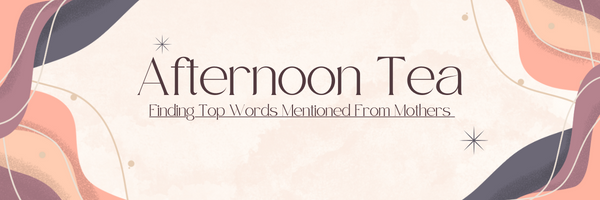 Afternoon Tea
Finding Top Words Mentioned From Mothers